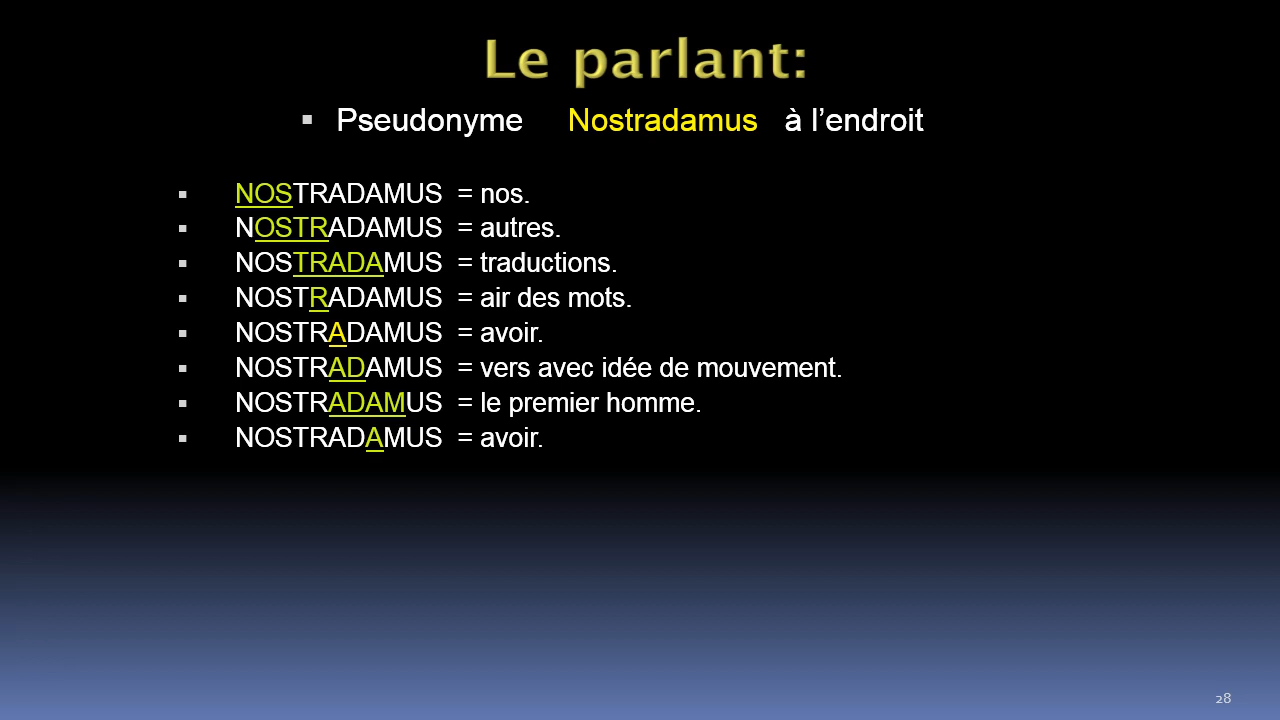 Le parlant:
▪ Pseudonyme Nostradamus à l’endroit
▪ NOSTRADAMUS = nos.
▪ NOSTRADAMUS = autres.
▪ NOSTRADAMUS = traductions.
▪ NOSTRADAMUS = air des mots.
▪ NOSTRADAMUS = avoir.
▪ NOSTRADAMUS = vers avec idée de mouvement.
▪ NOSTRADAMUS = le premier homme.
▪ NOSTRADAMUS = avoir.
28